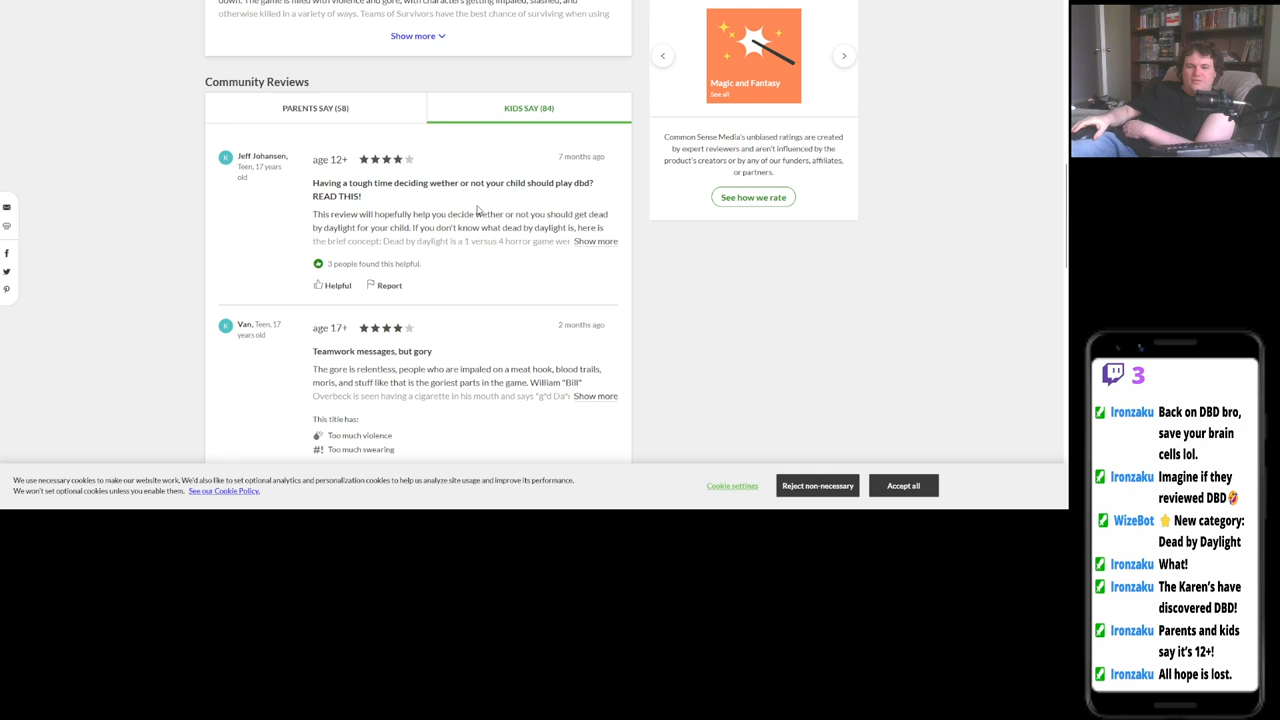 down. The game is filled with violence and gore, with characters getting impaled, slashed, and
otherwise killed in a variety of ways. Teams of Survivors have the best chance of surviving when using
Show more
Community Reviews
PARENTS SAY (58)
KIDS SAY (84)
K
Jeff Johansen,
Teen, 17 years
old
age 12+
7 months ago
Having a tough time deciding wether or not your child should play dbd?
READ THIS!
This review will hopefully help you decide wether or not you should get dead
by daylight for your child. If you don't know what dead by daylight is, here is
the brief concept: Dead by daylight is a 1 versus 4 horror game wer
Show more
3 people found this helpful.
Helpful
Report
K
Van, Teen, 17
years old
age 17+
2 months ago
Teamwork messages, but gory
The gore is relentless, people who are impaled on a meat hook, blood trails,
moris, and stuff like that is the goriest parts in the game. William "Bill"
Overbeck is seen having a cigarette in his mouth and says "g*d Da*r
Show more
This title has:
Too much violence
#! Too much swearing
Magic and Fantasy
See all
Common Sense Media's unbiased ratings are created
by expert reviewers and aren't influenced by the
product's creators or by any of our funders, affiliates,
or partners.
See how we rate
We use necessary cookies to make our website work. We'd also like to set optional analytics and personalization cookies to help us analyze site usage and improve its performance.
We won't set optional cookies unless you enable them. See our Cookie Policy.
Cookie settings
Reject non-necessary
Accept all
3
Ironzaku Back on DBD bro,
save your brain
cells lol.
Ironzaku Imagine if they
reviewed DBD🤣
WizeBot ⭐ New category:
Dead by Daylight
Ironzaku What!
Ironzaku The Karen's have
discovered DBD!
Ironzaku Parents and kids
say it's 12+!
Ironzaku All hope is lost.